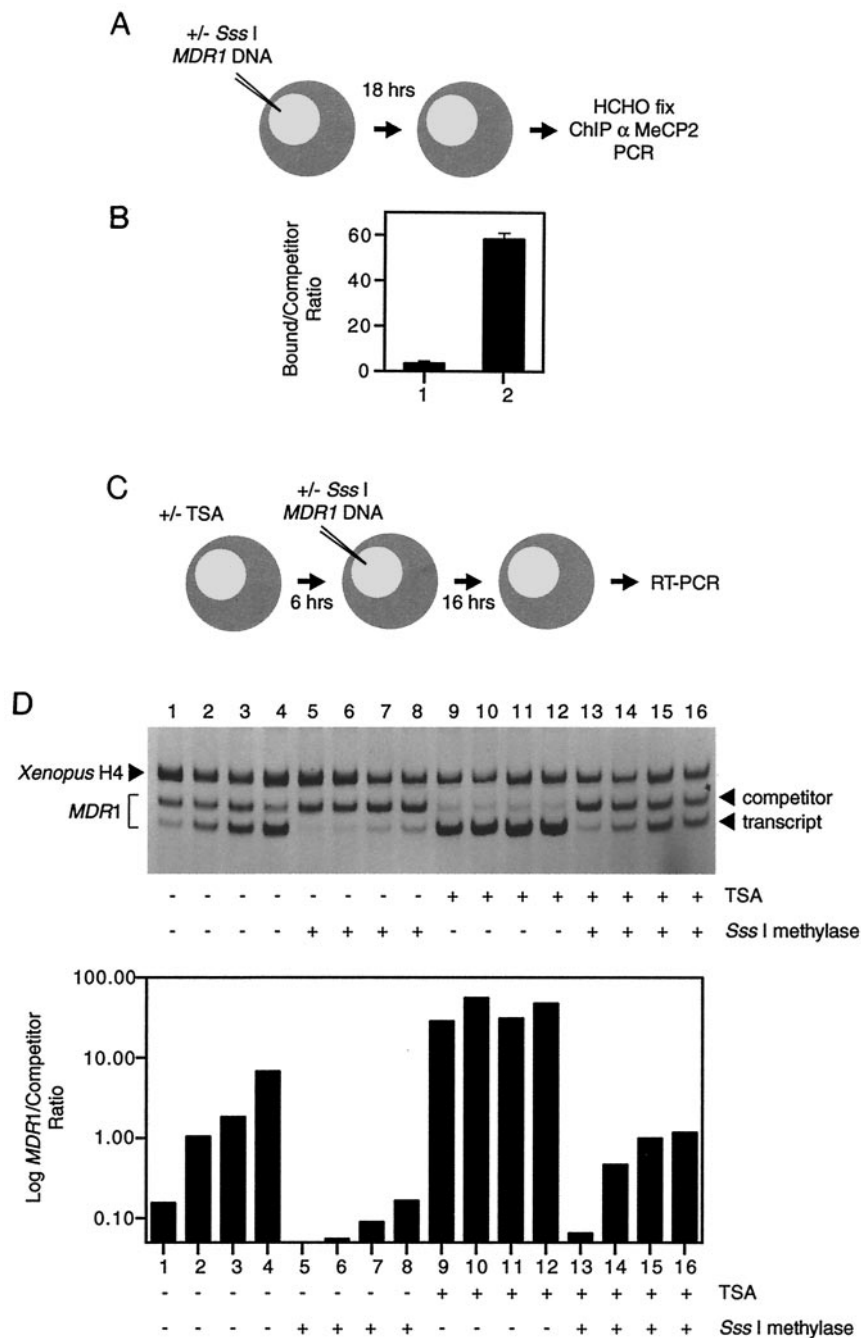 A
+/- Sss I
MDR1 DNA
18 hrs
HCHO fix
ChIP α MeCP2
PCR
B
Bound/Competitor
Ratio
60
40
20
0
1 2
C
+/- TSA
+/- Sss I
MDR1 DNA
6 hrs
16 hrs
RT-PCR
D
1 2 3 4 5 6 7 8 9 10 11 12 13 14 15 16
Xenopus H4
MDR1
competitor
transcript
- - - - - - - - + + + + + + + + TSA
- - - - + + + + - - - - + + + + Sss I methylase
Log MDR1/Competitor
Ratio
100.00
10.00
1.00
0.10
1 2 3 4 5 6 7 8 9 10 11 12 13 14 15 16
- - - - - - - - + + + + + + + + TSA
- - - - + + + + - - - - + + + + Sss I methylase